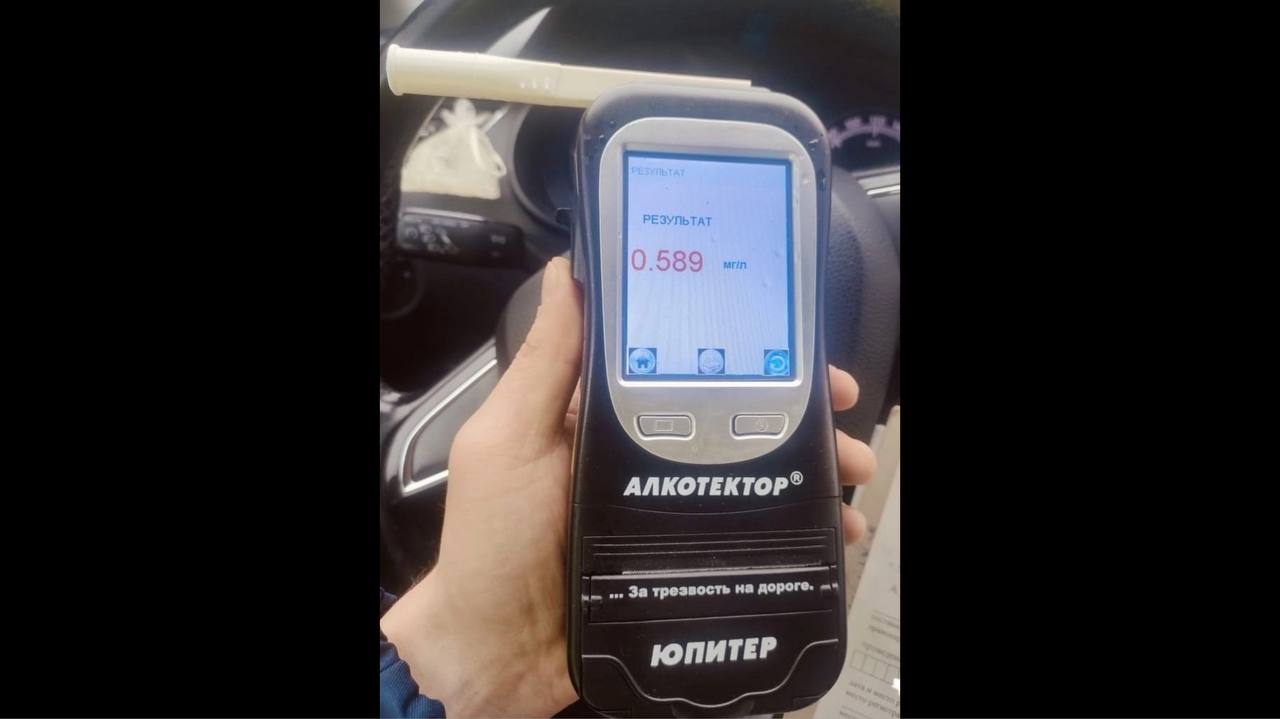 РЕЗУЛЬТАТ
РЕЗУЛЬТАТ
0.589 мг/л
АЛКОТЕКТОР®
... За трезвость на дороге.
ЮПИТЕР